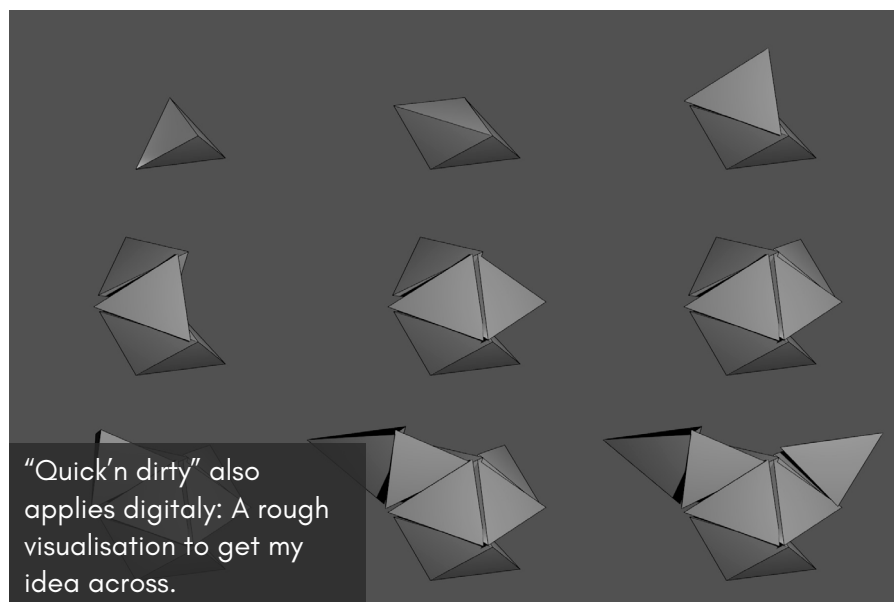 “Quick’n dirty” also
applies digitaly: A rough
visualisation to get my
idea across.